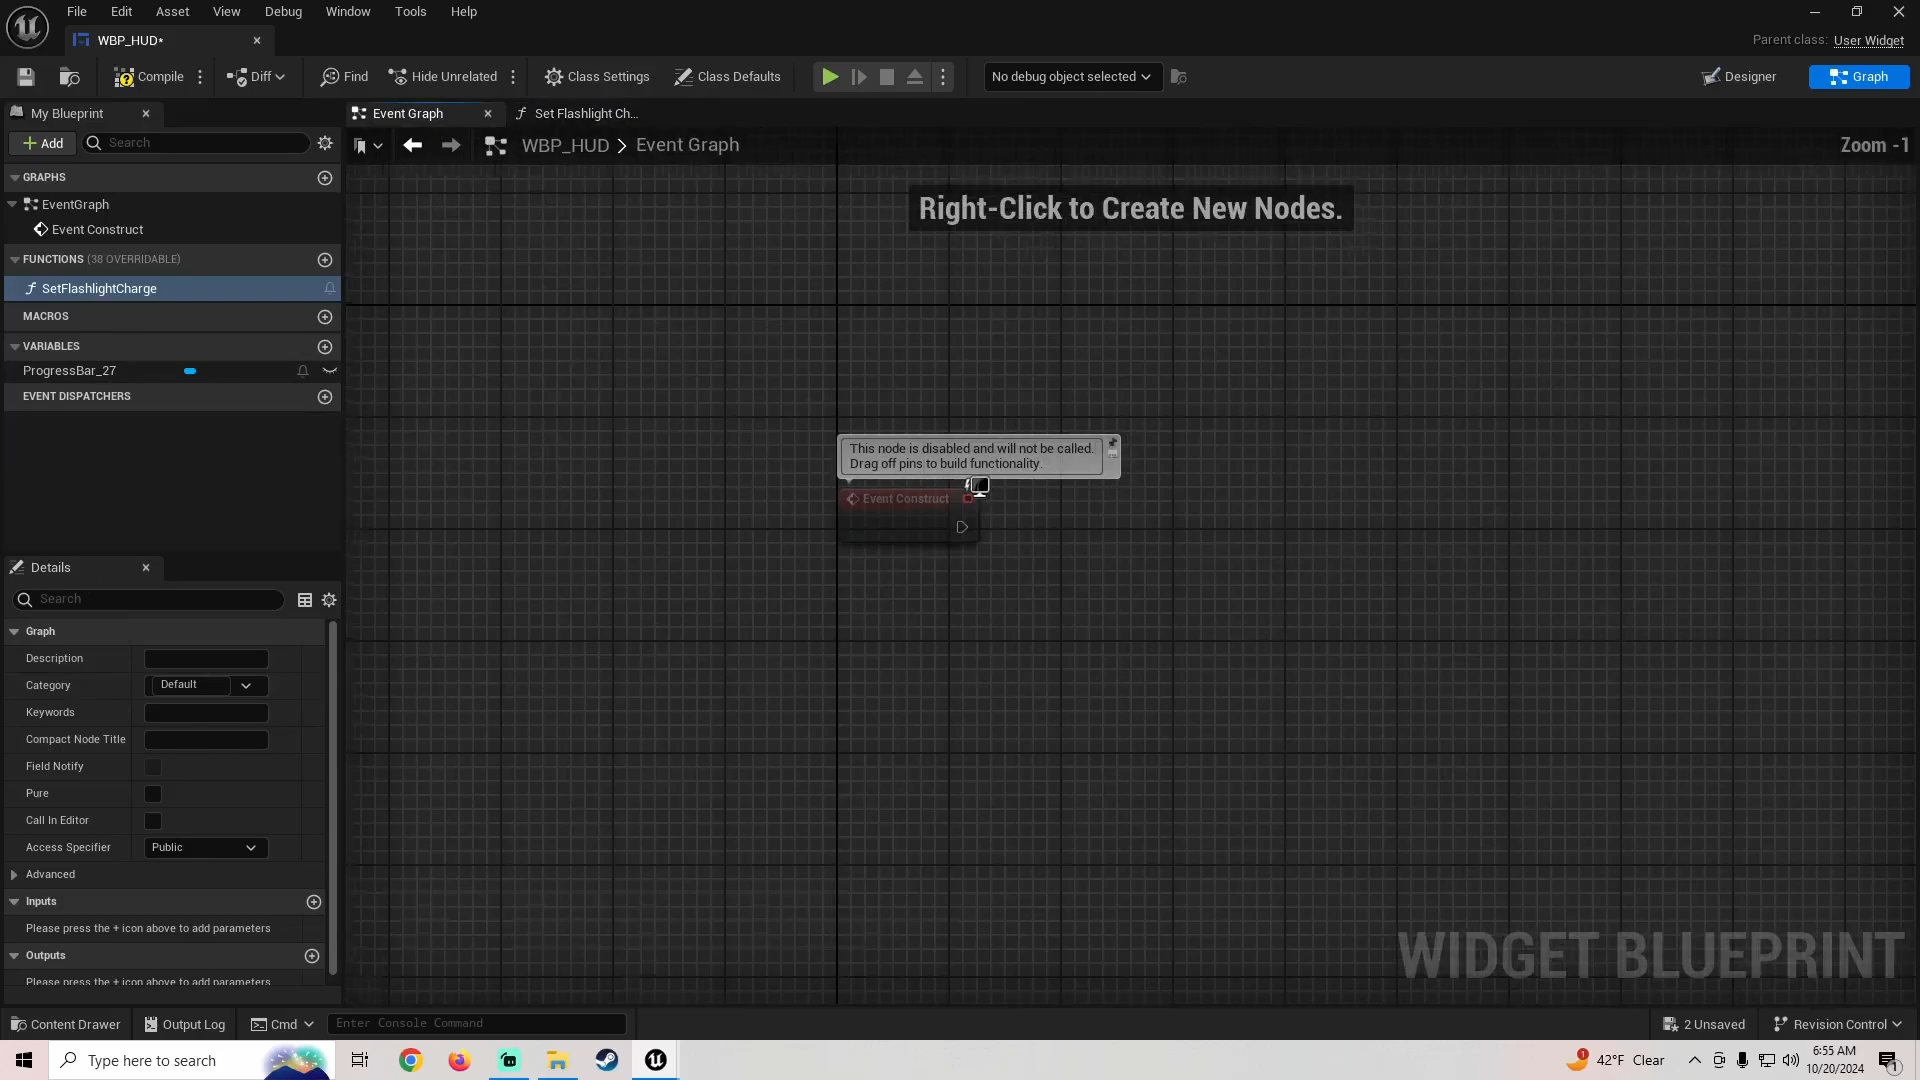 File Edit Asset View Debug Window Tools Help
WBP_HUD*
Parent class: User Widget
Compile Diff Find Hide Unrelated Class Settings Class Defaults No debug object selected Designer Graph
My Blueprint
Event Graph
Set Flashlight Ch...
Add Search
WBP_HUD > Event Graph
Zoom -1
Right-Click to Create New Nodes.
GRAPHS
EventGraph
Event Construct
FUNCTIONS (38 OVERRIDABLE)
SetFlashlightCharge
MACROS
VARIABLES
ProgressBar_27
EVENT DISPATCHERS
This node is disabled and will not be called.
Drag off pins to build functionality.
Event Construct
Details
Search
Graph
Description
Category Default
Keywords
Compact Node Title
Field Notify
Pure
Call In Editor
Access Specifier Public
Advanced
Inputs
Please press the + icon above to add parameters
Outputs
Please press the + icon above to add parameters
WIDGET BLUEPRINT
Content Drawer Output Log Cmd Enter Console Command 2 Unsaved Revision Control
Type here to search
1 42°F Clear
6:55 AM
10/20/2024
1